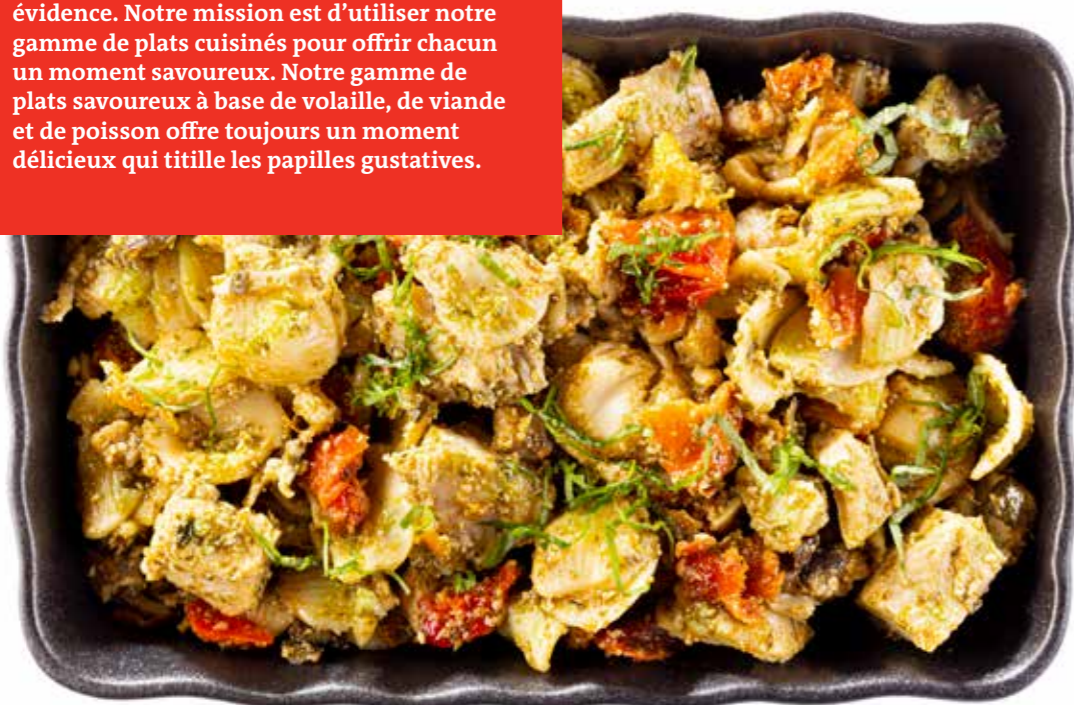 évidence. Notre mission est d’utiliser notre
gamme de plats cuisinés pour offrir chacun
un moment savoureux. Notre gamme de
plats savoureux à base de volaille, de viande
et de poisson offre toujours un moment
délicieux qui titille les papilles gustatives.